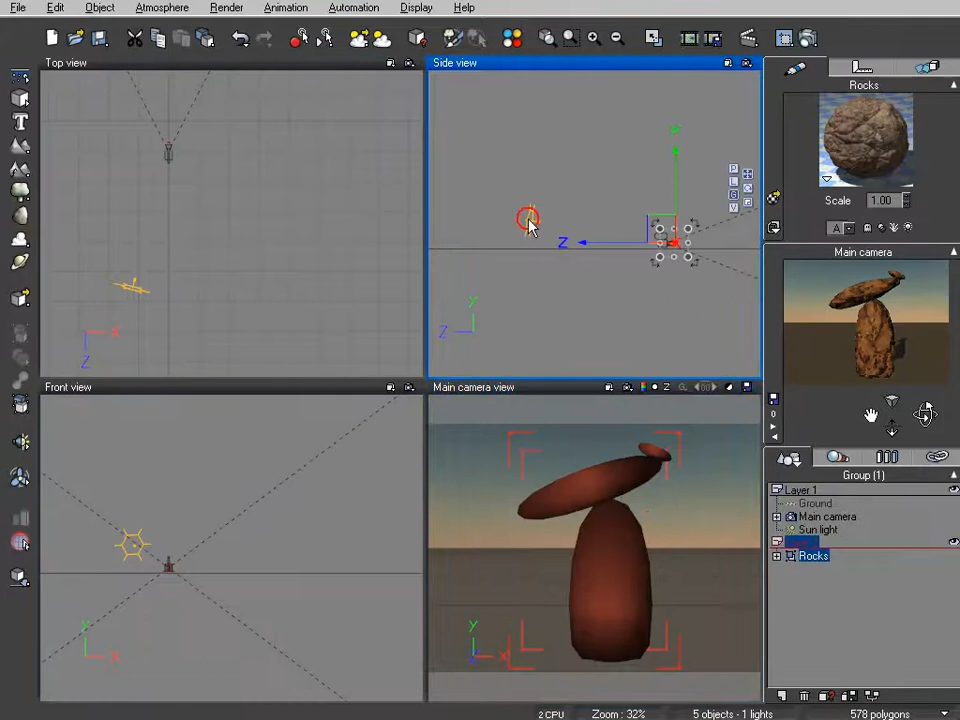 File Edit Object Atmosphere Render Animation Automation Display Help
Top view
Side view
Rocks
Scale 1.00
A
P
L
G
V
Y
Z
Main camera
X
Z
Y
Z
0
Front view
Main camera view
Z G
Group (1)
Layer 1
Ground
Main camera
Sun light
Rocks
Y
X
Y
X
2 CPU Zoom : 32% 5 objects - 1 lights 578 polygons